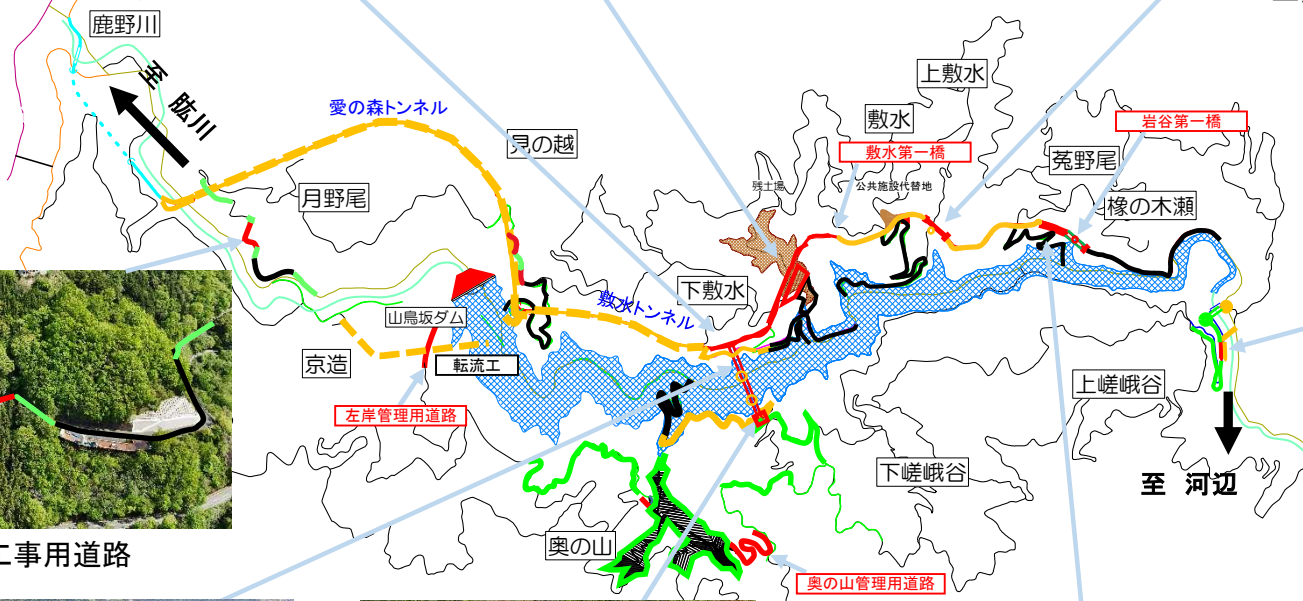 鹿野川
至 肱川
愛の森トンネル
見の越
月野尾
上敷水
敷水
敷水第一橋
岩谷第一橋
菟野尾
橡の木瀬
残土場
公共施設代替地
下敷水
敷水トンネル
山鳥坂ダム
転流工
京造
左岸管理用道路
上嵯峨谷
下嵯峨谷
至 河辺
奥の山
奥の山管理用道路
工事用道路